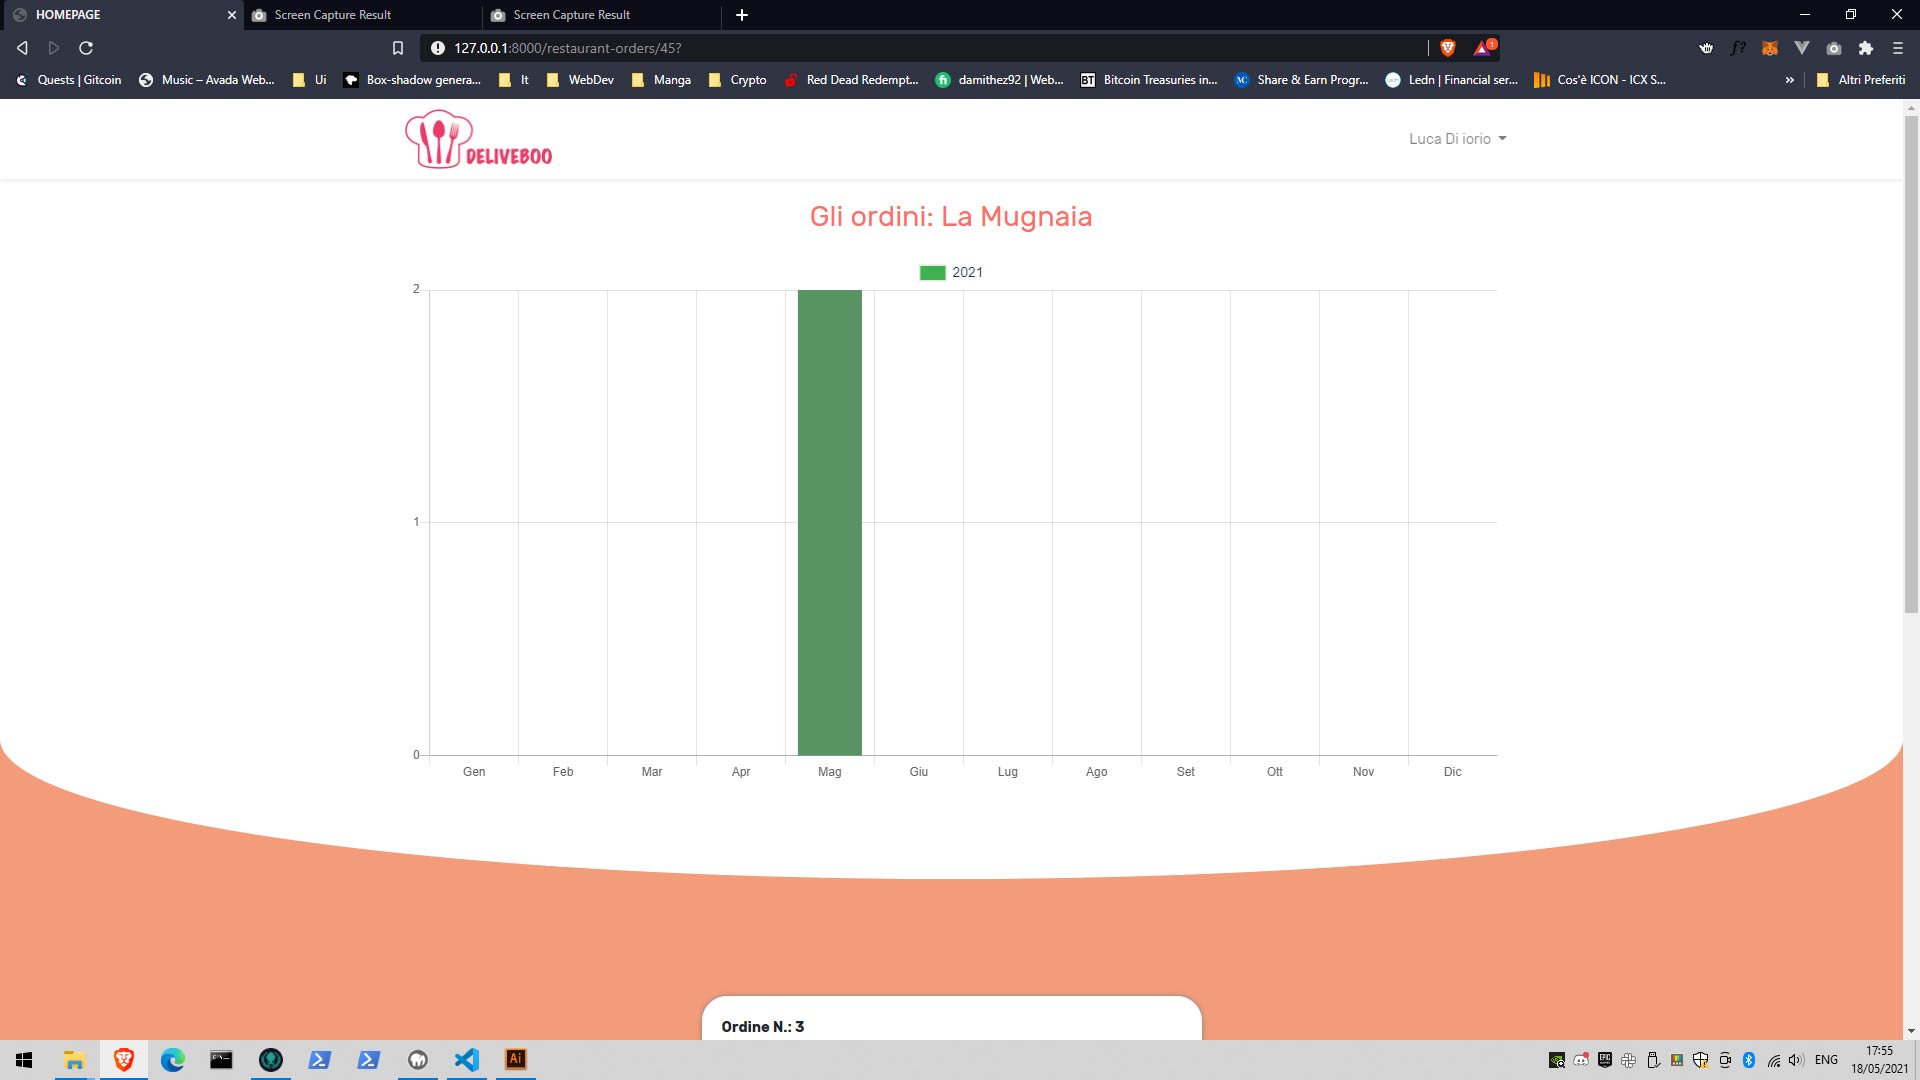 HOMEPAGE
Screen Capture Result
Screen Capture Result
127.0.0.1:8000/restaurant-orders/45?
1
Quests | Gitcoin
Music – Avada Web...
Ui
Box-shadow genera...
It
WebDev
Manga
Crypto
Red Dead Redempt...
damithez92 | Web...
BT
Bitcoin Treasuries in...
MC
Share & Earn Progr...
Ledn | Financial ser...
Cos'è ICON - ICX S...
»
Altri Preferiti
DELIVEBOO
Luca Di iorio
Gli ordini: La Mugnaia
2021
2
1
0
Gen
Feb
Mar
Apr
Mag
Giu
Lug
Ago
Set
Ott
Nov
Dic
Ordine N.: 3
Ai
ENG
17:55
18/05/2021